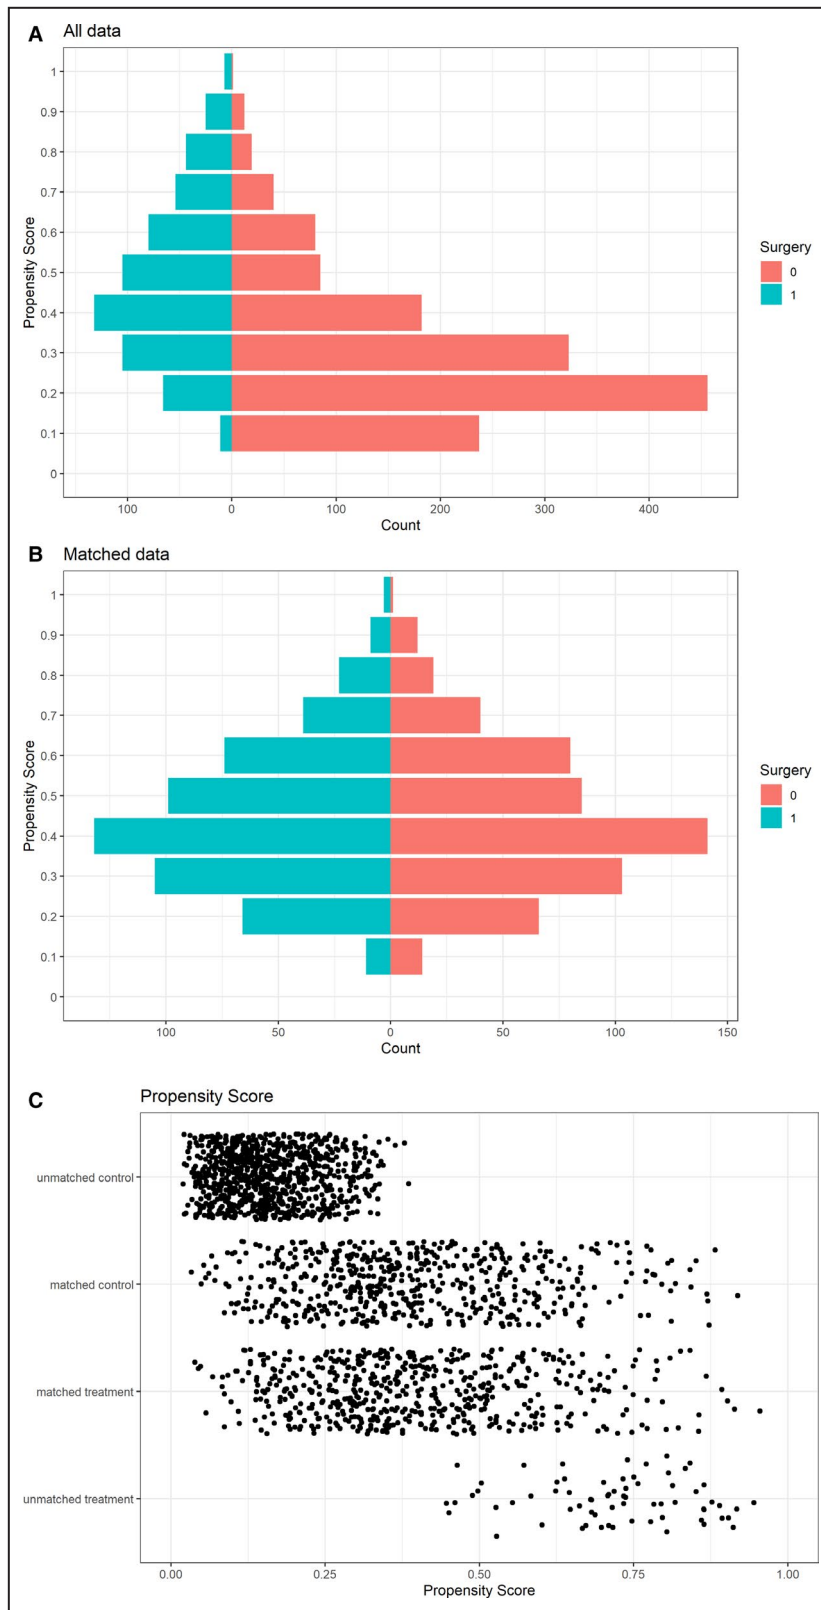 A All data
1
0.9
0.8
0.7
0.6
0.5
0.4
0.3
0.2
0.1
0
Propensity Score
100 0 100 200 300 400
Count
Surgery
0
1
B Matched data
1
0.9
0.8
0.7
0.6
0.5
0.4
0.3
0.2
0.1
0
Propensity Score
100 50 0 50 100 150
Count
Surgery
0
1
C Propensity Score
unmatched control
matched control
matched treatment
unmatched treatment
0.00 0.25 0.50 0.75 1.00
Propensity Score